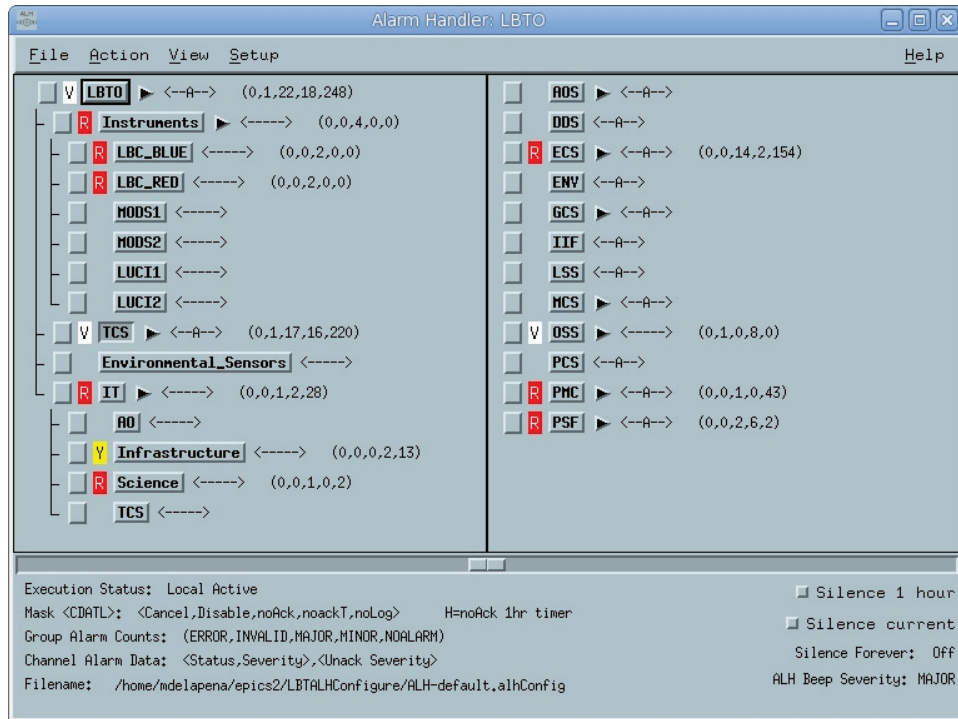 ALH
Alarm Handler: LBTO
File Action View Setup Help
V LBTO <--A--> (0,1,22,18,248)
R Instruments <-----> (0,0,4,0,0)
R LBC_BLUE <-----> (0,0,2,0,0)
R LBC_RED <-----> (0,0,2,0,0)
MODS1 <----->
MODS2 <----->
LUCI1 <----->
LUCI2 <----->
V TCS <--A--> (0,1,17,16,220)
Environmental_Sensors <----->
R IT <-----> (0,0,1,2,28)
AO <----->
Y Infrastructure <-----> (0,0,0,2,13)
R Science <-----> (0,0,1,0,2)
TCS <----->
AOS <--A-->
DDS <--A-->
R ECS <--A--> (0,0,14,2,154)
ENV <--A-->
GCS <--A-->
IIF <--A-->
LSS <--A-->
MCS <--A-->
V OSS <--A--> (0,1,0,8,0)
PCS <--A-->
R PMC <--A--> (0,0,1,0,43)
R PSF <--A--> (0,0,2,6,2)
Execution Status: Local Active
Mask <CDATL>: <Cancel,Disable,noAck,noackT,noLog> H=noAck 1hr timer
Group Alarm Counts: (ERROR,INVALID,MAJOR,MINOR,NOALARM)
Channel Alarm Data: <Status,Severity>,<Unack Severity>
Filename: /home/mdelapena/epics2/LBTALHConfigure/ALH-default.alhConfig
Silence 1 hour
Silence current
Silence Forever: Off
ALH Beep Severity: MAJOR